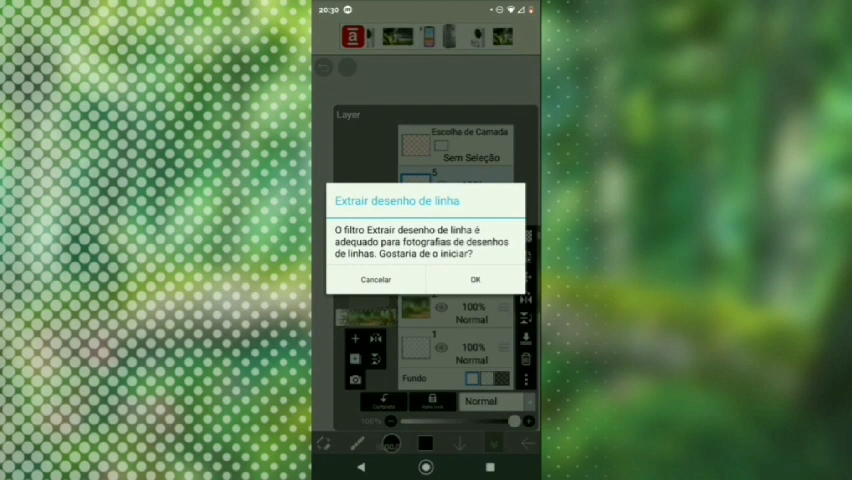 20:30
Layer
Escolha de Camada
Sem Seleção
5
Extrair desenho de linha
O filtro Extrair desenho de linha é
adequado para fotografias de desenhos
de linhas. Gostaria de o iniciar?
Cancelar
OK
100%
Normal
1
100%
Normal
Fundo
Normal
100%